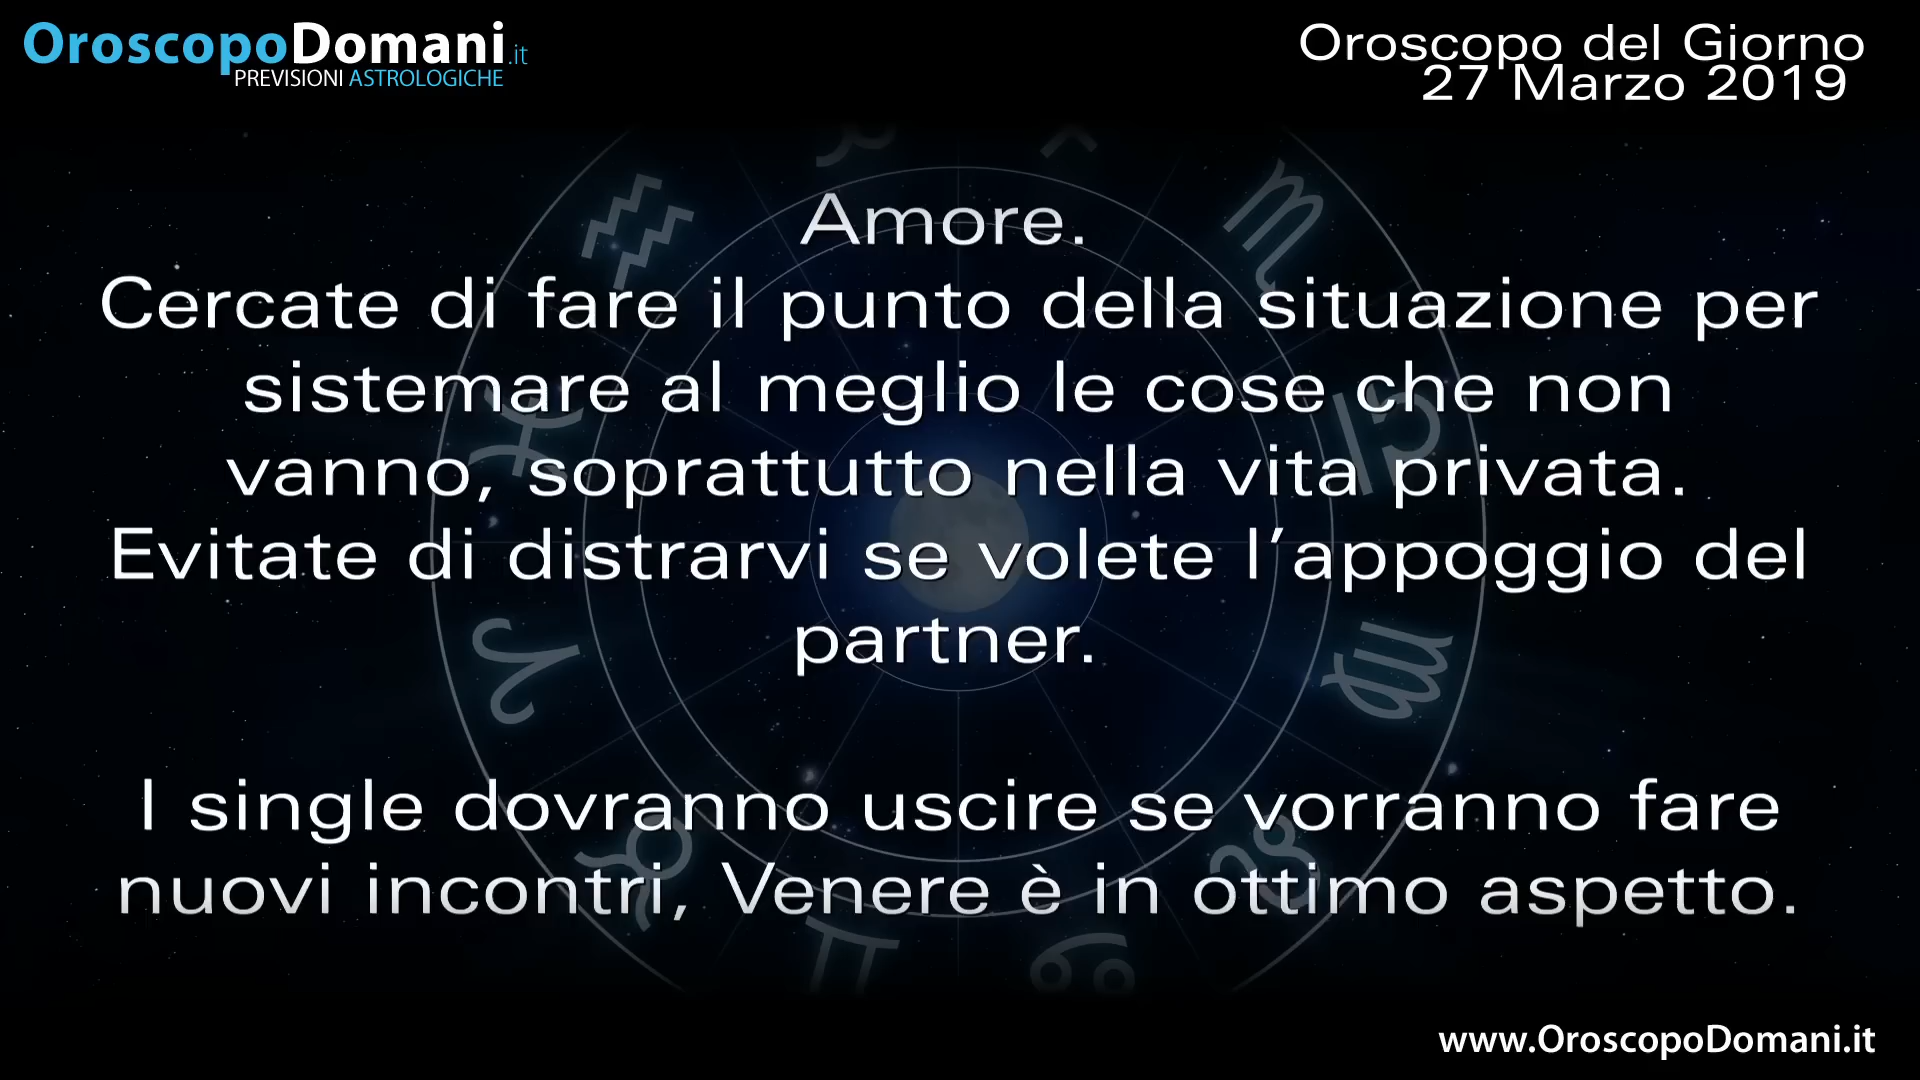 OroscopoDomani.it
PREVISIONI ASTROLOGICHE
Oroscopo del Giorno
27 Marzo 2019
Amore.
Cercate di fare il punto della situazione per
sistemare al meglio le cose che non
vanno, soprattutto nella vita privata.
Evitate di distrarvi se volete l’appoggio del
partner.
I single dovranno uscire se vorranno fare
nuovi incontri, Venere è in ottimo aspetto.
www.OroscopoDomani.it